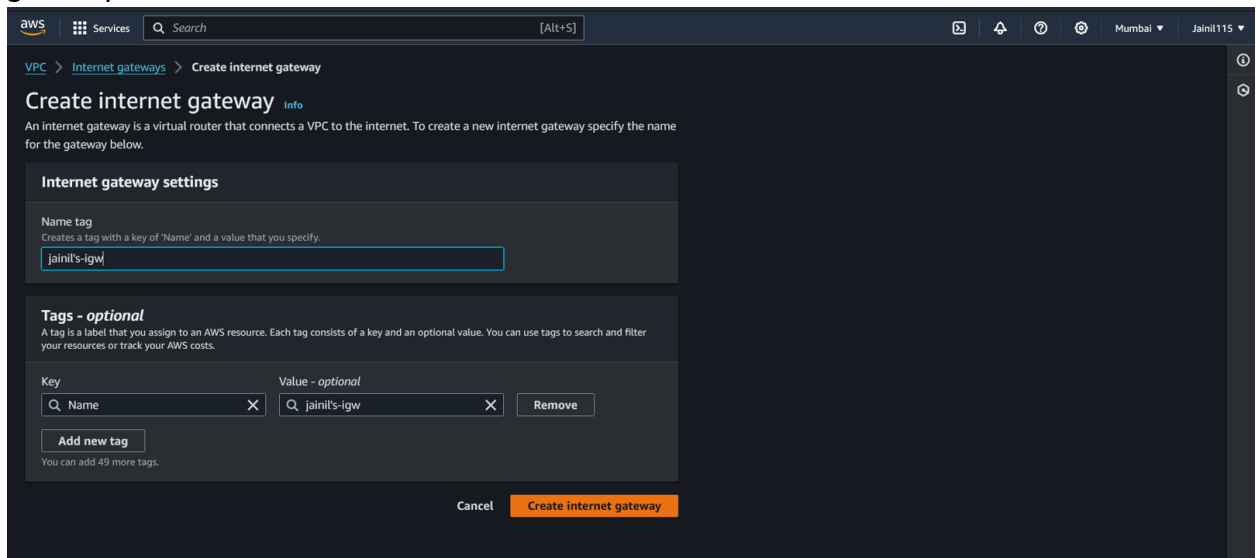 aws Services Search [Alt+S] Mumbai Jainil115
VPC > Internet gateways > Create internet gateway
Create internet gateway Info
An internet gateway is a virtual router that connects a VPC to the internet. To create a new internet gateway specify the name
for the gateway below.
Internet gateway settings
Name tag
Creates a tag with a key of 'Name' and a value that you specify.
jainil's-igw
Tags - optional
A tag is a label that you assign to an AWS resource. Each tag consists of a key and an optional value. You can use tags to search and filter
your resources or track your AWS costs.
Key Value - optional
Name jainil's-igw Remove
Add new tag
You can add 49 more tags.
Cancel Create internet gateway